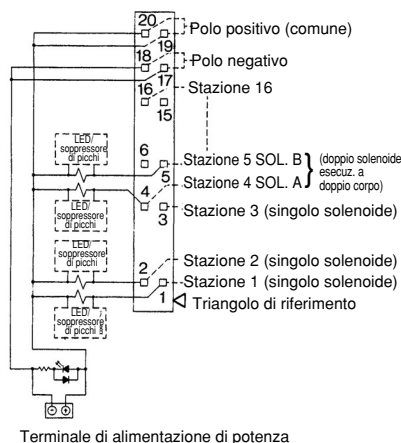 20
Polo positivo (comune)
19
18
Polo negativo
17
16
Stazione 16
15
LED/
soppressore
di picchi
6
Stazione 5 SOL. B
5
(doppio solenoide
esecuz. a
doppio corpo)
4
Stazione 4 SOL. A
LED/
soppressore
di picchi
Stazione 3 (singolo solenoide)
3
LED/
soppressore
di picchi
Stazione 2 (singolo solenoide)
2
Stazione 1 (singolo solenoide)
1
Triangolo di riferimento
LED/
soppressore
di picchi
Terminale di alimentazione di potenza